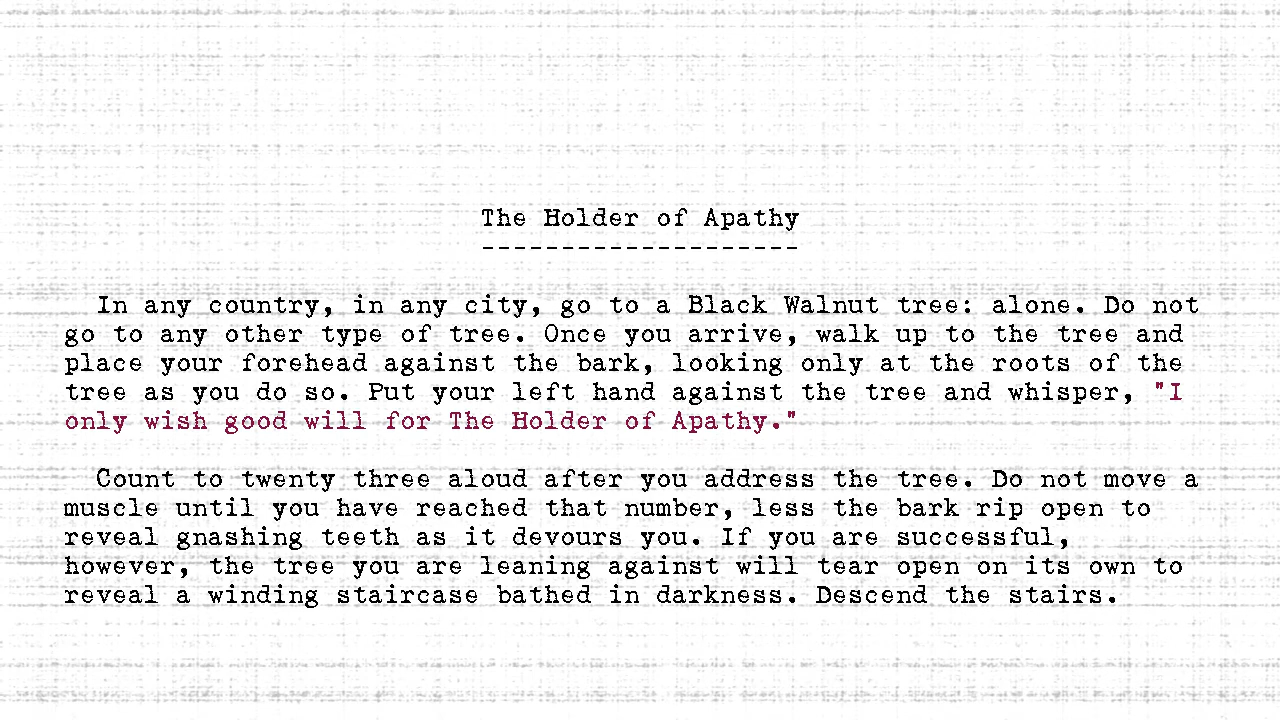 The Holder of Apathy
--------------------
In any country, in any city, go to a Black Walnut tree: alone. Do not
go to any other type of tree. Once you arrive, walk up to the tree and
place your forehead against the bark, looking only at the roots of the
tree as you do so. Put your left hand against the tree and whisper, "I
only wish good will for The Holder of Apathy."
Count to twenty three aloud after you address the tree. Do not move a
muscle until you have reached that number, less the bark rip open to
reveal gnashing teeth as it devours you. If you are successful,
however, the tree you are leaning against will tear open on its own to
reveal a winding staircase bathed in darkness. Descend the stairs.